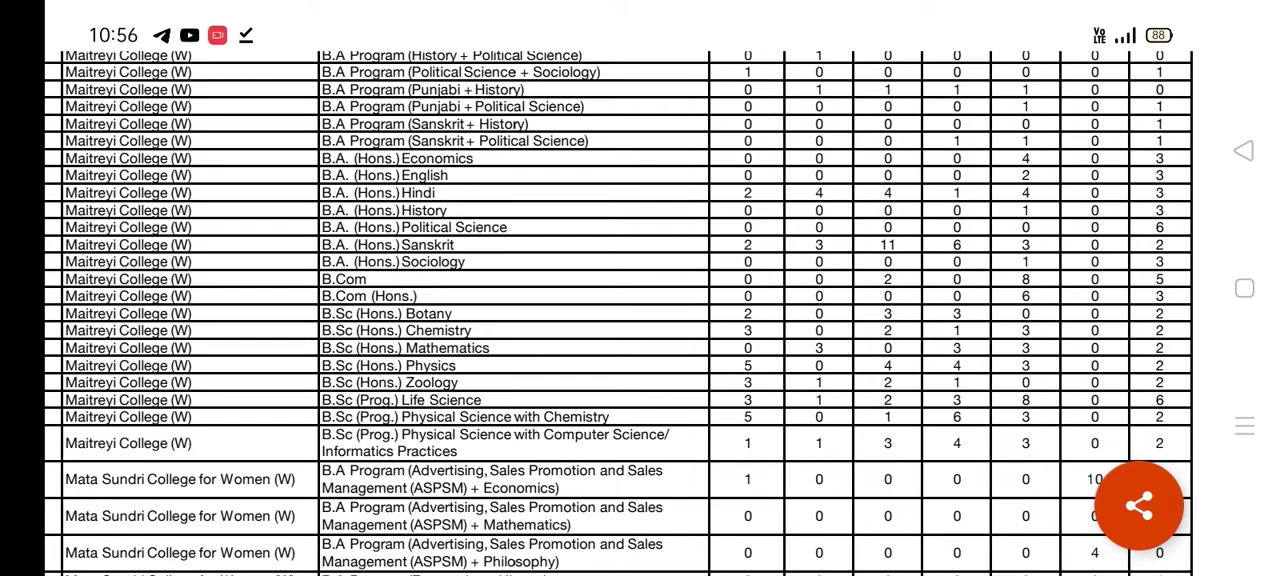 10:56 Vo LTE 88
Maitreyi College (W) B.A Program (History + Political Science) 0 1 0 0 0 0 0
Maitreyi College (W) B.A Program (Political Science + Sociology) 1 0 0 0 0 0 1
Maitreyi College (W) B.A Program (Punjabi + History) 0 1 1 1 1 0 0
Maitreyi College (W) B.A Program (Punjabi + Political Science) 0 0 0 0 1 0 1
Maitreyi College (W) B.A Program (Sanskrit + History) 0 0 0 0 0 0 1
Maitreyi College (W) B.A Program (Sanskrit + Political Science) 0 0 0 1 1 0 1
Maitreyi College (W) B.A. (Hons.) Economics 0 0 0 0 4 0 3
Maitreyi College (W) B.A. (Hons.) English 0 0 0 0 2 0 3
Maitreyi College (W) B.A. (Hons.) Hindi 2 4 4 1 4 0 3
Maitreyi College (W) B.A. (Hons.) History 0 0 0 0 1 0 3
Maitreyi College (W) B.A. (Hons.) Political Science 0 0 0 0 0 0 6
Maitreyi College (W) B.A. (Hons.) Sanskrit 2 3 11 6 3 0 2
Maitreyi College (W) B.A. (Hons.) Sociology 0 0 0 0 1 0 3
Maitreyi College (W) B.Com 0 0 2 0 8 0 5
Maitreyi College (W) B.Com (Hons.) 0 0 0 0 6 0 3
Maitreyi College (W) B.Sc (Hons.) Botany 2 0 3 3 0 0 2
Maitreyi College (W) B.Sc (Hons.) Chemistry 3 0 2 1 3 0 2
Maitreyi College (W) B.Sc (Hons.) Mathematics 0 3 0 3 3 0 2
Maitreyi College (W) B.Sc (Hons.) Physics 5 0 4 4 3 0 2
Maitreyi College (W) B.Sc (Hons.) Zoology 3 1 2 1 0 0 2
Maitreyi College (W) B.Sc (Prog.) Life Science 3 1 2 3 8 0 6
Maitreyi College (W) B.Sc (Prog.) Physical Science with Chemistry 5 0 1 6 3 0 2
B.Sc (Prog.) Physical Science with Computer Science/
Maitreyi College (W) 1 1 3 4 3 0 2
Informatics Practices
B.A Program (Advertising, Sales Promotion and Sales
Mata Sundri College for Women (W) 1 0 0 0 0 10
Management (ASPSM) + Economics)
B.A Program (Advertising, Sales Promotion and Sales
Mata Sundri College for Women (W) 0 0 0 0 0
Management (ASPSM) + Mathematics)
B.A Program (Advertising, Sales Promotion and Sales
Mata Sundri College for Women (W) 0 0 0 0 0 4 0
Management (ASPSM) + Philosophy)